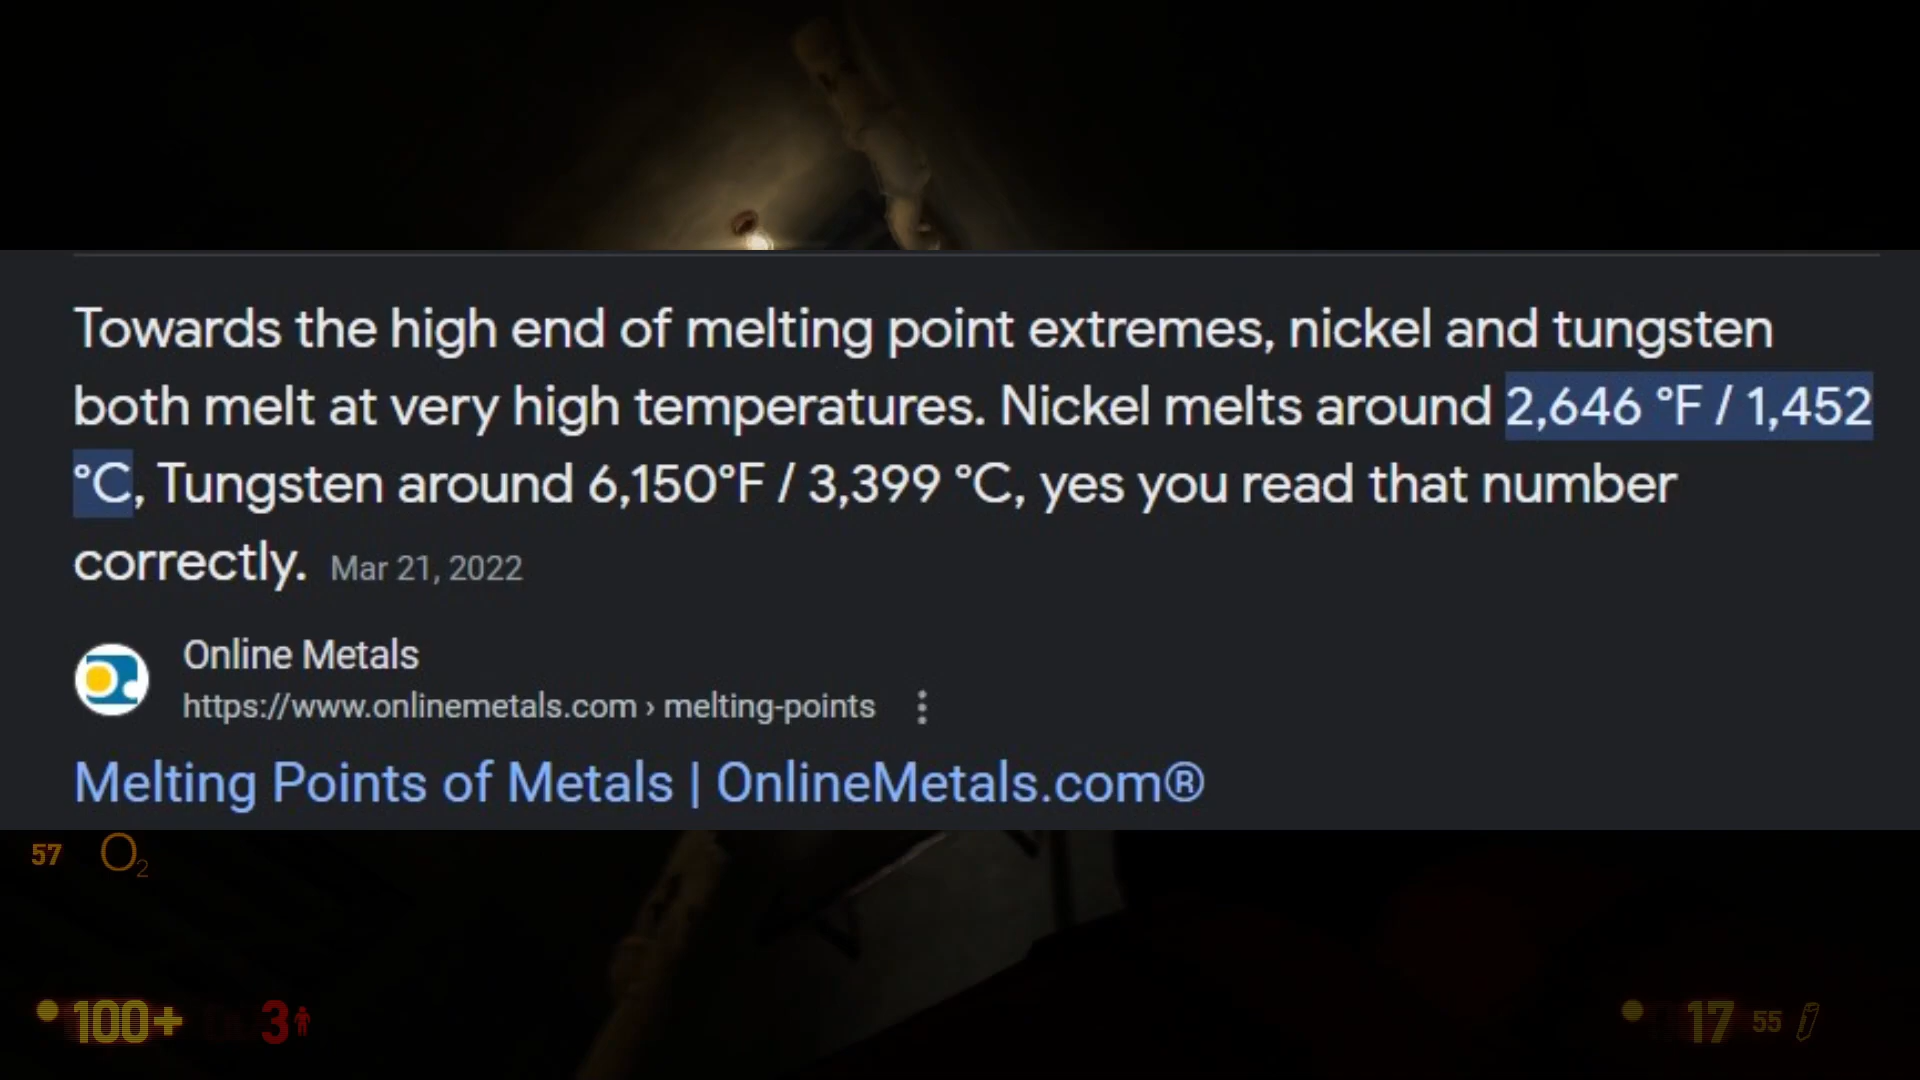 Towards the high end of melting point extremes, nickel and tungsten
both melt at very high temperatures. Nickel melts around 2,646 °F / 1,452
°C, Tungsten around 6,150°F / 3,399 °C, yes you read that number
correctly. Mar 21, 2022
Online Metals
https://www.onlinemetals.com › melting-points
Melting Points of Metals | OnlineMetals.com®
57 O2
100+ 3 17 55